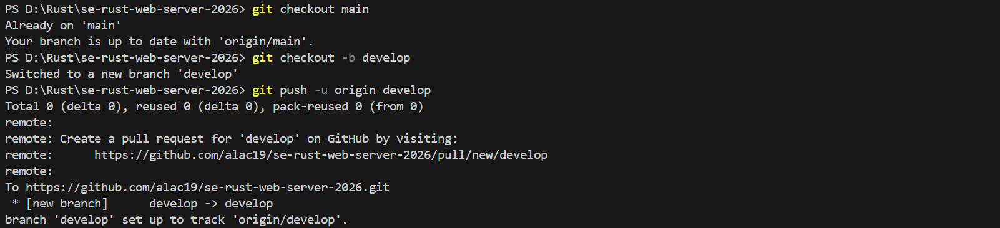 PS D:\Rust\se-rust-web-server-2026> git checkout main
Already on 'main'
Your branch is up to date with 'origin/main'.
PS D:\Rust\se-rust-web-server-2026> git checkout -b develop
Switched to a new branch 'develop'
PS D:\Rust\se-rust-web-server-2026> git push -u origin develop
Total 0 (delta 0), reused 0 (delta 0), pack-reused 0 (from 0)
remote:
remote: Create a pull request for 'develop' on GitHub by visiting:
remote:      https://github.com/alac19/se-rust-web-server-2026/pull/new/develop
remote:
To https://github.com/alac19/se-rust-web-server-2026.git
 * [new branch]      develop -> develop
branch 'develop' set up to track 'origin/develop'.